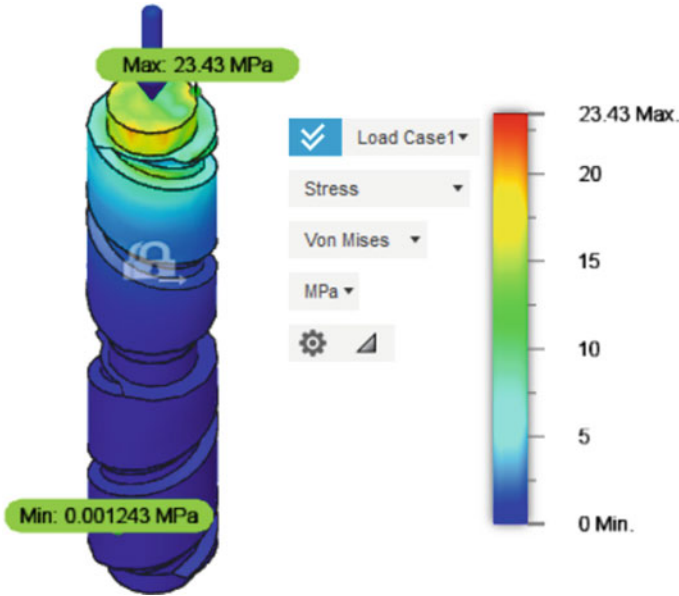 Max: 23.43 MPa
Load Case1
Stress
Von Mises
MPa
Min: 0.001243 MPa
23.43 Max.
20
15
10
5
0 Min.